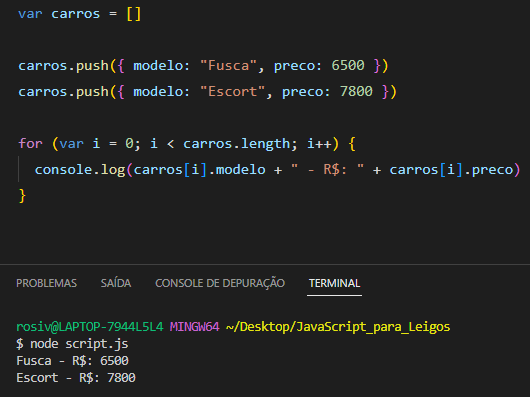 var carros = []
carros.push({ modelo: "Fusca", preco: 6500 })
carros.push({ modelo: "Escort", preco: 7800 })
for (var i = 0; i < carros.length; i++) {
console.log(carros[i].modelo + " - R$: " + carros[i].preco)
}
PROBLEMAS SAÍDA CONSOLE DE DEPURAÇÃO TERMINAL
rosiv@LAPTOP-7944L5L4 MINGW64 ~/Desktop/JavaScript_para_Leigos
$ node script.js
Fusca - R$: 6500
Escort - R$: 7800